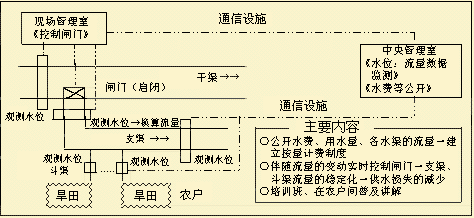 现场管理室
《控制闸门》
通信设施
中央管理室
《水位：流量数据
监测》
《水费等公开》
干渠→→
闸门（启闭）
通信设施
观测水位
观测水位→换算流量
支渠→→
观测水位
观测水位
斗渠
观测水位
旱田
旱田
农户
主要内容
○公开水费、用水量、各水渠的流量→建
立按量计费制度
○伴随流量的变动实时控制闸门→支渠、
斗渠流量的稳定化→供水损失的减少
○培训班、在农户间普及讲解